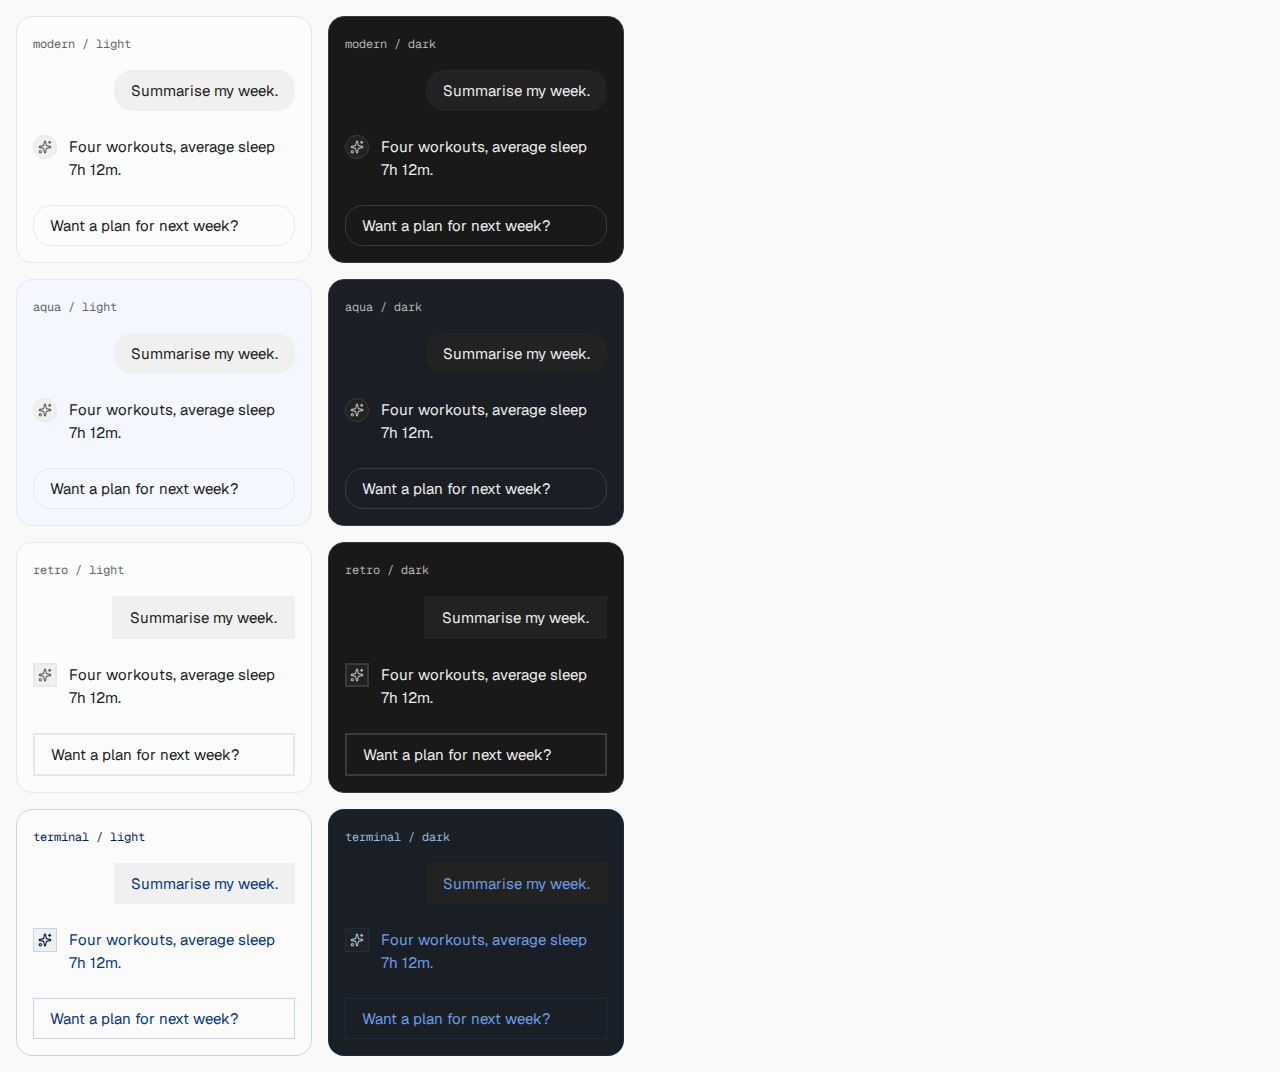 modern / light
Summarise my week.
Four workouts, average sleep
7h 12m.
Want a plan for next week?
modern / dark
Summarise my week.
Four workouts, average sleep
7h 12m.
Want a plan for next week?
aqua / light
Summarise my week.
Four workouts, average sleep
7h 12m.
Want a plan for next week?
aqua / dark
Summarise my week.
Four workouts, average sleep
7h 12m.
Want a plan for next week?
retro / light
Summarise my week.
Four workouts, average sleep
7h 12m.
Want a plan for next week?
retro / dark
Summarise my week.
Four workouts, average sleep
7h 12m.
Want a plan for next week?
terminal / light
Summarise my week.
Four workouts, average sleep
7h 12m.
Want a plan for next week?
terminal / dark
Summarise my week.
Four workouts, average sleep
7h 12m.
Want a plan for next week?